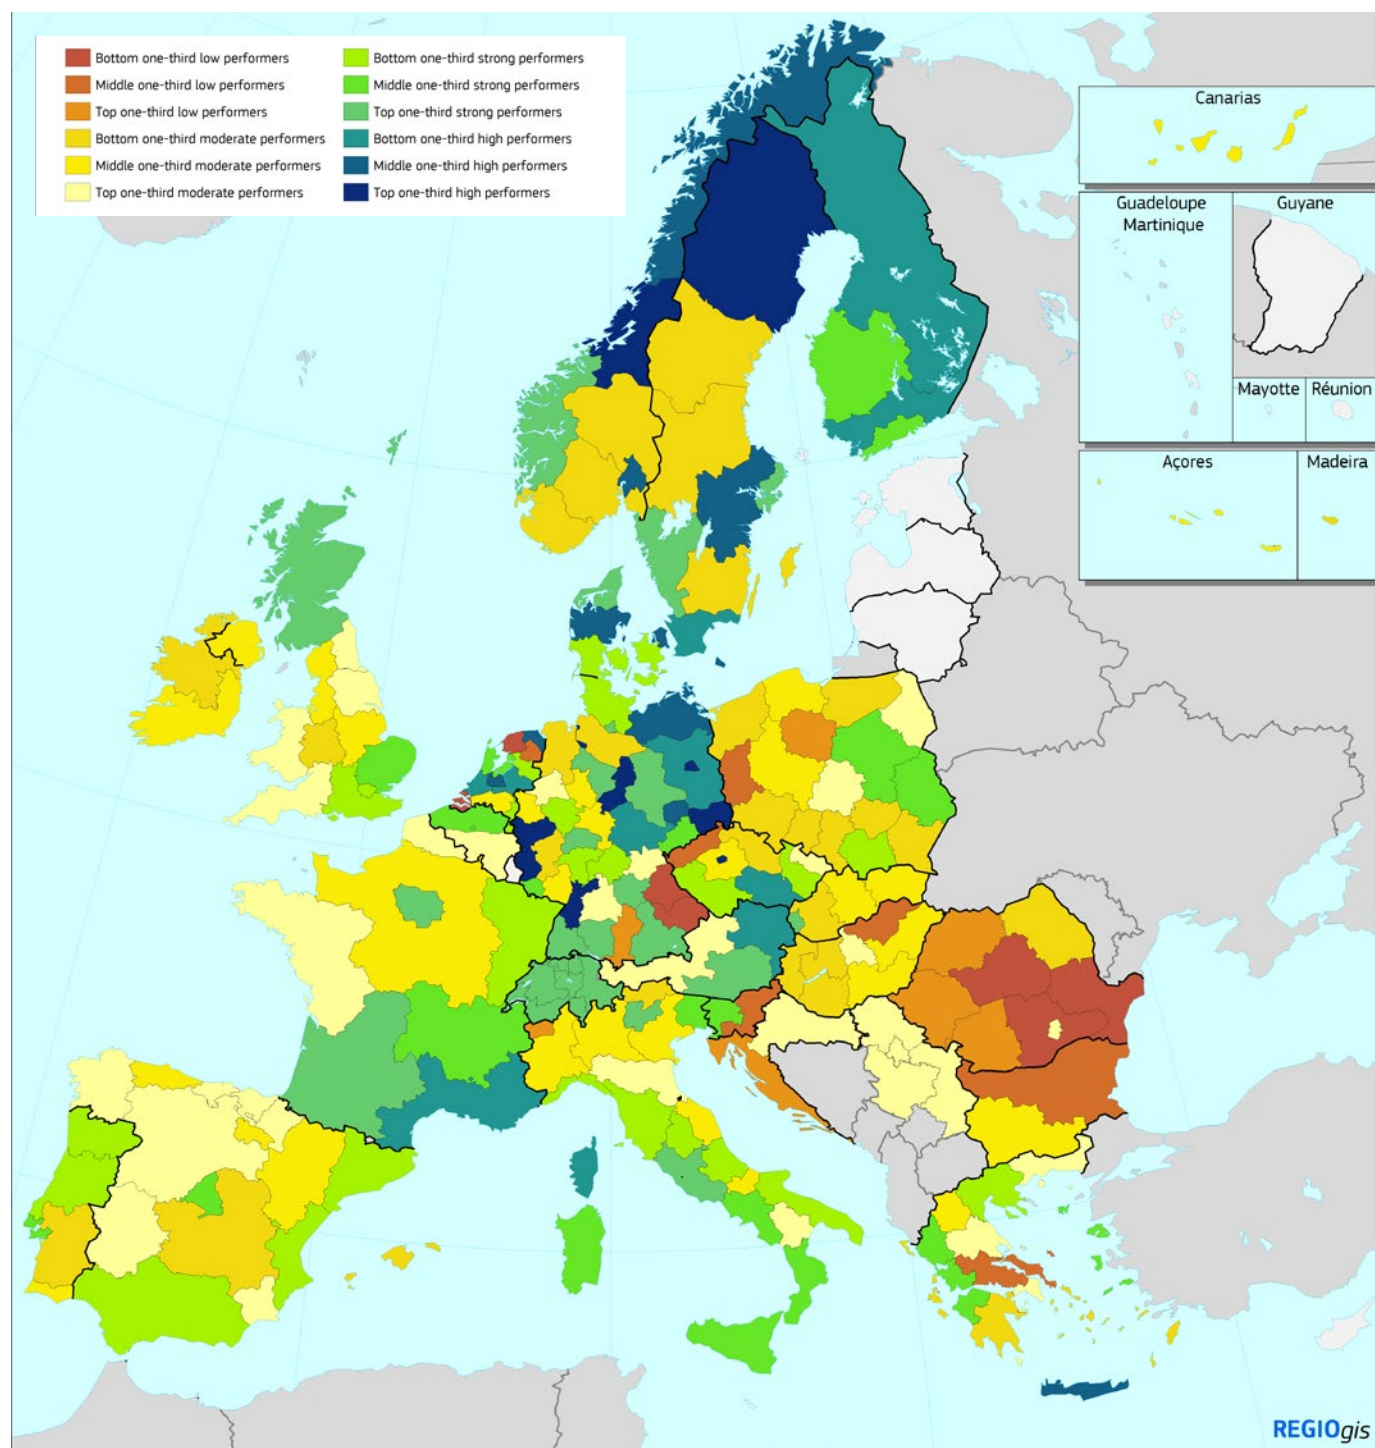 Bottom one-third low performers
Middle one-third low performers
Top one-third low performers
Bottom one-third moderate performers
Middle one-third moderate performers
Top one-third moderate performers
Bottom one-third strong performers
Middle one-third strong performers
Top one-third strong performers
Bottom one-third high performers
Middle one-third high performers
Top one-third high performers
Canarias
Guadeloupe
Martinique
Guyane
Mayotte
Réunion
Açores
Madeira
REGIOgis